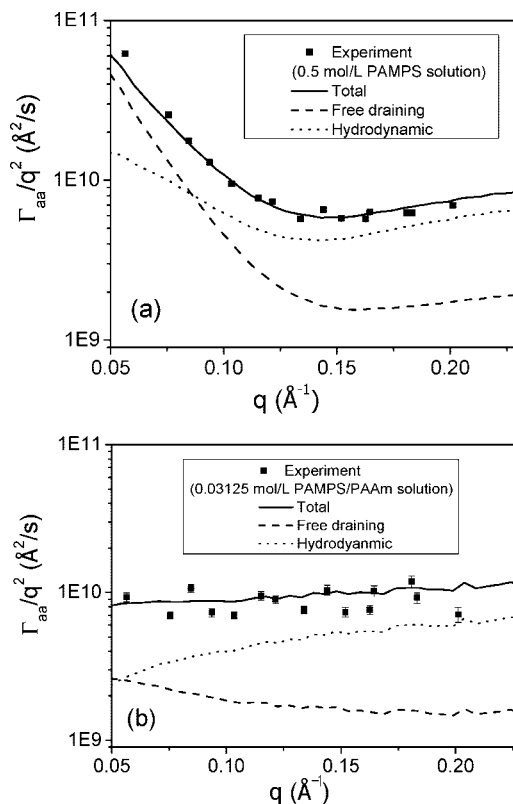 (a)
Experiment
(0.5 mol/L PAMPS solution)
Total
Free draining
Hydrodynamic
Γaa/q² (Å²/s)
1E11
1E10
1E9
0.05
0.10
0.15
0.20
q (Å⁻¹)
(b)
Experiment
(0.03125 mol/L PAMPS/PAAm solution)
Total
Free draining
Hydrodyanmic
Γaa/q² (Å²/s)
1E11
1E10
1E9
0.05
0.10
0.15
0.20
q (Å⁻¹)